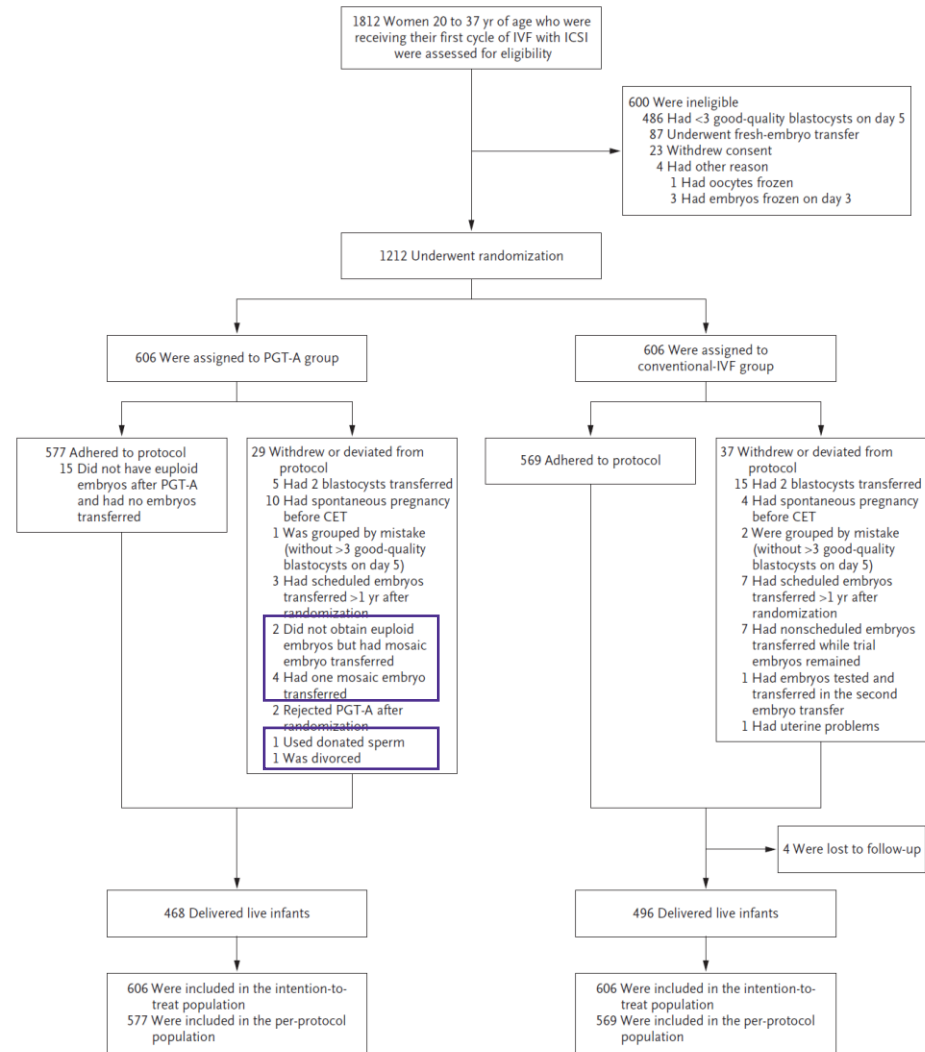 1812 Women 20 to 37 yr of age who were
receiving their first cycle of IVF with ICSI
were assessed for eligibility
600 Were ineligible
486 Had <3 good-quality blastocysts on day 5
87 Underwent fresh-embryo transfer
23 Withdrew consent
4 Had other reason
1 Had oocytes frozen
3 Had embryos frozen on day 3
1212 Underwent randomization
606 Were assigned to PGT-A group
606 Were assigned to
conventional-IVF group
577 Adhered to protocol
15 Did not have euploid
embryos after PGT-A
and had no embryos
transferred
29 Withdrew or deviated from
protocol
5 Had 2 blastocysts transferred
10 Had spontaneous pregnancy
before CET
1 Was grouped by mistake
(without >3 good-quality
blastocysts on day 5)
3 Had scheduled embryos
transferred >1 yr after
randomization
2 Did not obtain euploid
embryos but had mosaic
embryo transferred
4 Had one mosaic embryo
transferred
2 Rejected PGT-A after
randomization
1 Used donated sperm
1 Was divorced
569 Adhered to protocol
37 Withdrew or deviated from
protocol
15 Had 2 blastocysts transferred
4 Had spontaneous pregnancy
before CET
2 Were grouped by mistake
(without >3 good-quality
blastocysts on day 5)
7 Had scheduled embryos
transferred >1 yr after
randomization
7 Had nonscheduled embryos
transferred while trial
embryos remained
1 Had embryos tested and
transferred in the second
embryo transfer
1 Had uterine problems
4 Were lost to follow-up
468 Delivered live infants
496 Delivered live infants
606 Were included in the intention-to-
treat population
577 Were included in the per-protocol
population
606 Were included in the intention-to-
treat population
569 Were included in the per-protocol
population